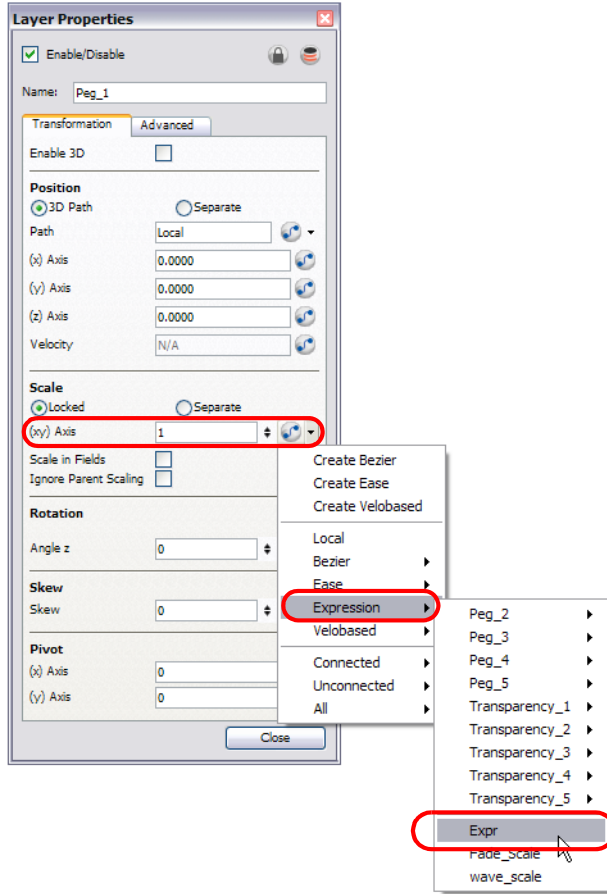 Layer Properties
Enable/Disable
Name: Peg_1
Transformation Advanced
Enable 3D
Position
3D Path Separate
Path Local
(x) Axis 0.0000
(y) Axis 0.0000
(z) Axis 0.0000
Velocity N/A
Scale
Locked Separate
(xy) Axis 1
Scale in Fields
Ignore Parent Scaling
Rotation
Angle z 0
Skew
Skew 0
Pivot
(x) Axis 0
(y) Axis 0
Close
Create Bezier
Create Ease
Create Velobased
Local
Bezier
Ease
Expression
Velobased
Connected
Unconnected
All
Peg_2
Peg_3
Peg_4
Peg_5
Transparency_1
Transparency_2
Transparency_3
Transparency_4
Transparency_5
Expr
Fade_Scale
wave_scale